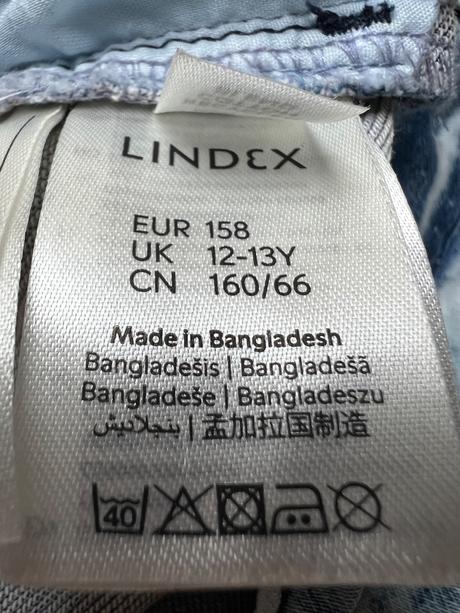 LINDEX
EUR 158
UK 12-13Y
CN 160/66
Made in Bangladesh
Bangladešis | Bangladešā
Bangladeše | Bangladeszu
بنجلاديش | 孟加拉国制造
40